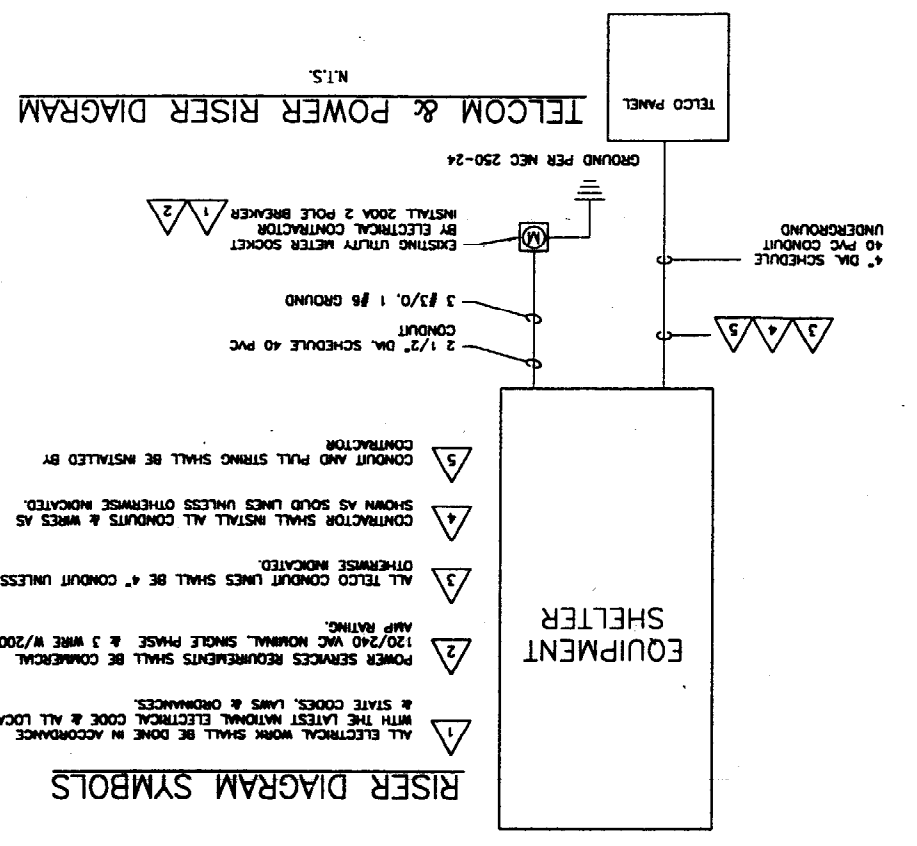 RISER DIAGRAM SYMBOLS
1
ALL ELECTRICAL WORK SHALL BE DONE IN ACCORDANCE
WITH THE LATEST NATIONAL ELECTRICAL CODE & ALL LOCA
& STATE CODES, LAWS & ORDINANCES.
2
POWER SERVICES REQUIREMENTS SHALL BE COMMERCIAL
120/240 VAC NOMINAL, SINGLE PHASE & 3 WIRE W/200
AMP RATING.
3
ALL TELCO CONDUIT LINES SHALL BE 4" CONDUIT UNLESS
OTHERWISE INDICATED.
4
CONTRACTOR SHALL INSTALL ALL CONDUITS & WIRES AS
SHOWN AS SOLID LINES UNLESS OTHERWISE INDICATED.
5
CONDUIT AND PULL STRING SHALL BE INSTALLED BY
CONTRACTOR
EQUIPMENT
SHELTER
2 1/2" DIA. SCHEDULE 40 PVC
CONDUIT
3 #3/0, 1 #6 GROUND
3 4 5
4" DIA. SCHEDULE
40 PVC CONDUIT
UNDERGROUND
M
EXISTING UTILITY METER SOCKET
BY ELECTRICAL CONTRACTOR
INSTALL 200A 2 POLE BREAKER
1 2
GROUND PER NEC 250-24
TELCO PANEL
TELCOM & POWER RISER DIAGRAM
N.T.S.